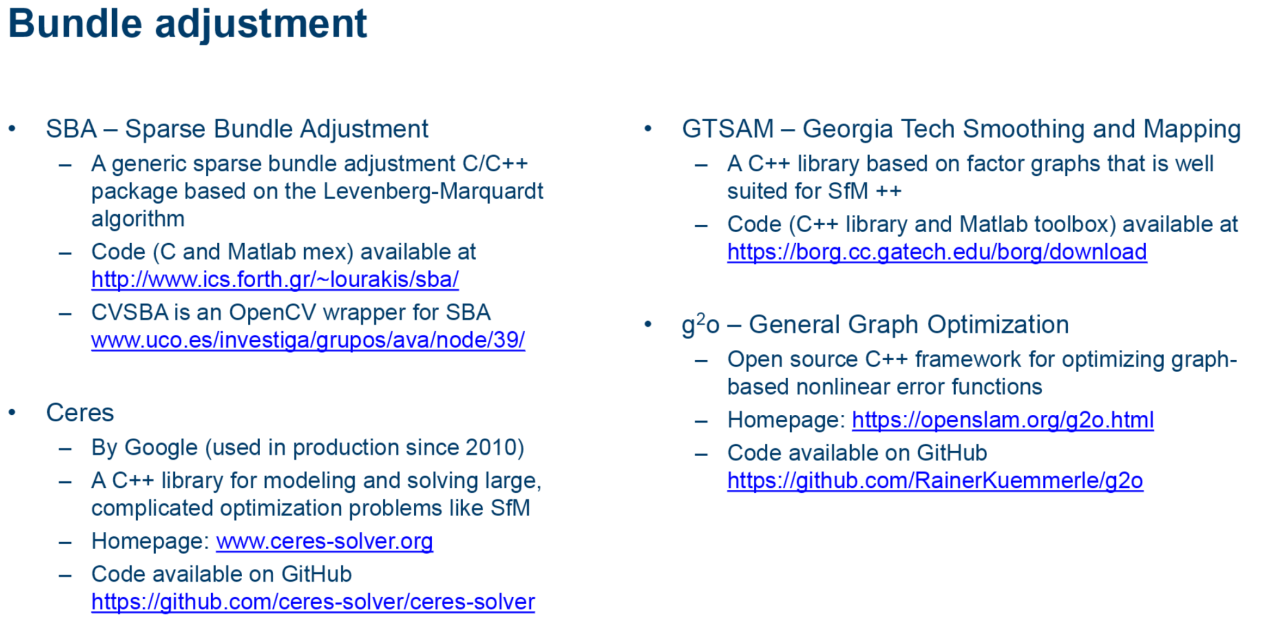 Bundle adjustment
• SBA – Sparse Bundle Adjustment
– A generic sparse bundle adjustment C/C++
package based on the Levenberg-Marquardt
algorithm
– Code (C and Matlab mex) available at
http://www.ics.forth.gr/~lourakis/sba/
– CVSBA is an OpenCV wrapper for SBA
www.uco.es/investiga/grupos/ava/node/39/
• Ceres
– By Google (used in production since 2010)
– A C++ library for modeling and solving large,
complicated optimization problems like SfM
– Homepage: www.ceres-solver.org
– Code available on GitHub
https://github.com/ceres-solver/ceres-solver
• GTSAM – Georgia Tech Smoothing and Mapping
– A C++ library based on factor graphs that is well
suited for SfM ++
– Code (C++ library and Matlab toolbox) available at
https://borg.cc.gatech.edu/borg/download
• g²o – General Graph Optimization
– Open source C++ framework for optimizing graph-
based nonlinear error functions
– Homepage: https://openslam.org/g2o.html
– Code available on GitHub
https://github.com/RainerKuemmerle/g2o